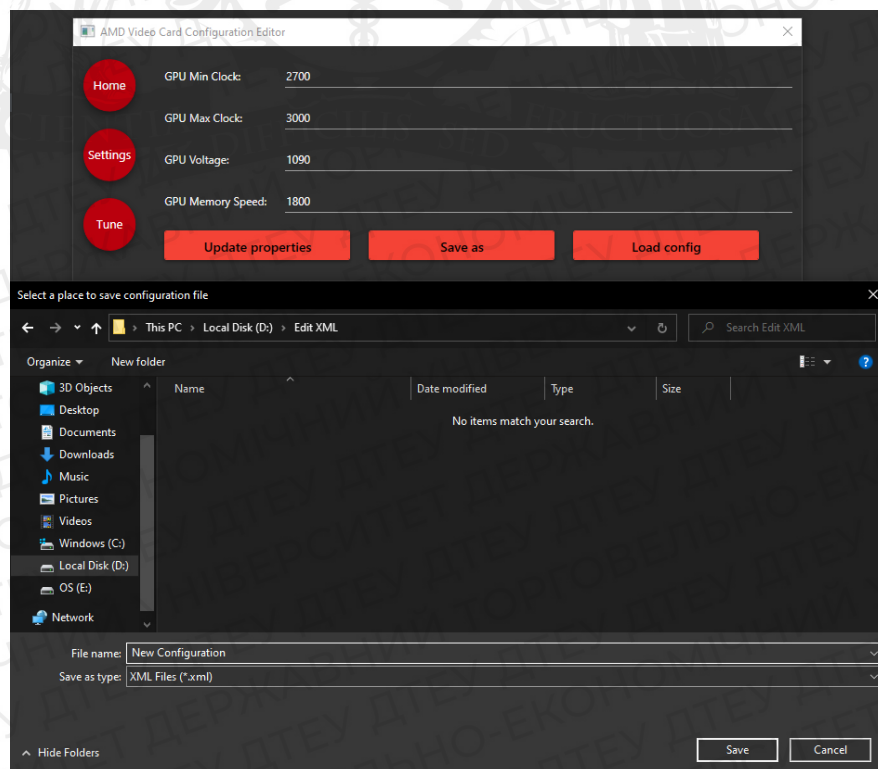 AMD Video Card Configuration Editor
Home
GPU Min Clock: 2700
GPU Max Clock: 3000
Settings
GPU Voltage: 1090
GPU Memory Speed: 1800
Tune
Update properties Save as Load config
Select a place to save configuration file
This PC > Local Disk (D:) > Edit XML
Search Edit XML
Organize New folder
3D Objects
Desktop
Documents
Downloads
Music
Pictures
Videos
Windows (C:)
Local Disk (D:)
OS (E:)
Network
Name Date modified Type Size
No items match your search.
File name: New Configuration
Save as type: XML Files (*.xml)
Hide Folders Save Cancel